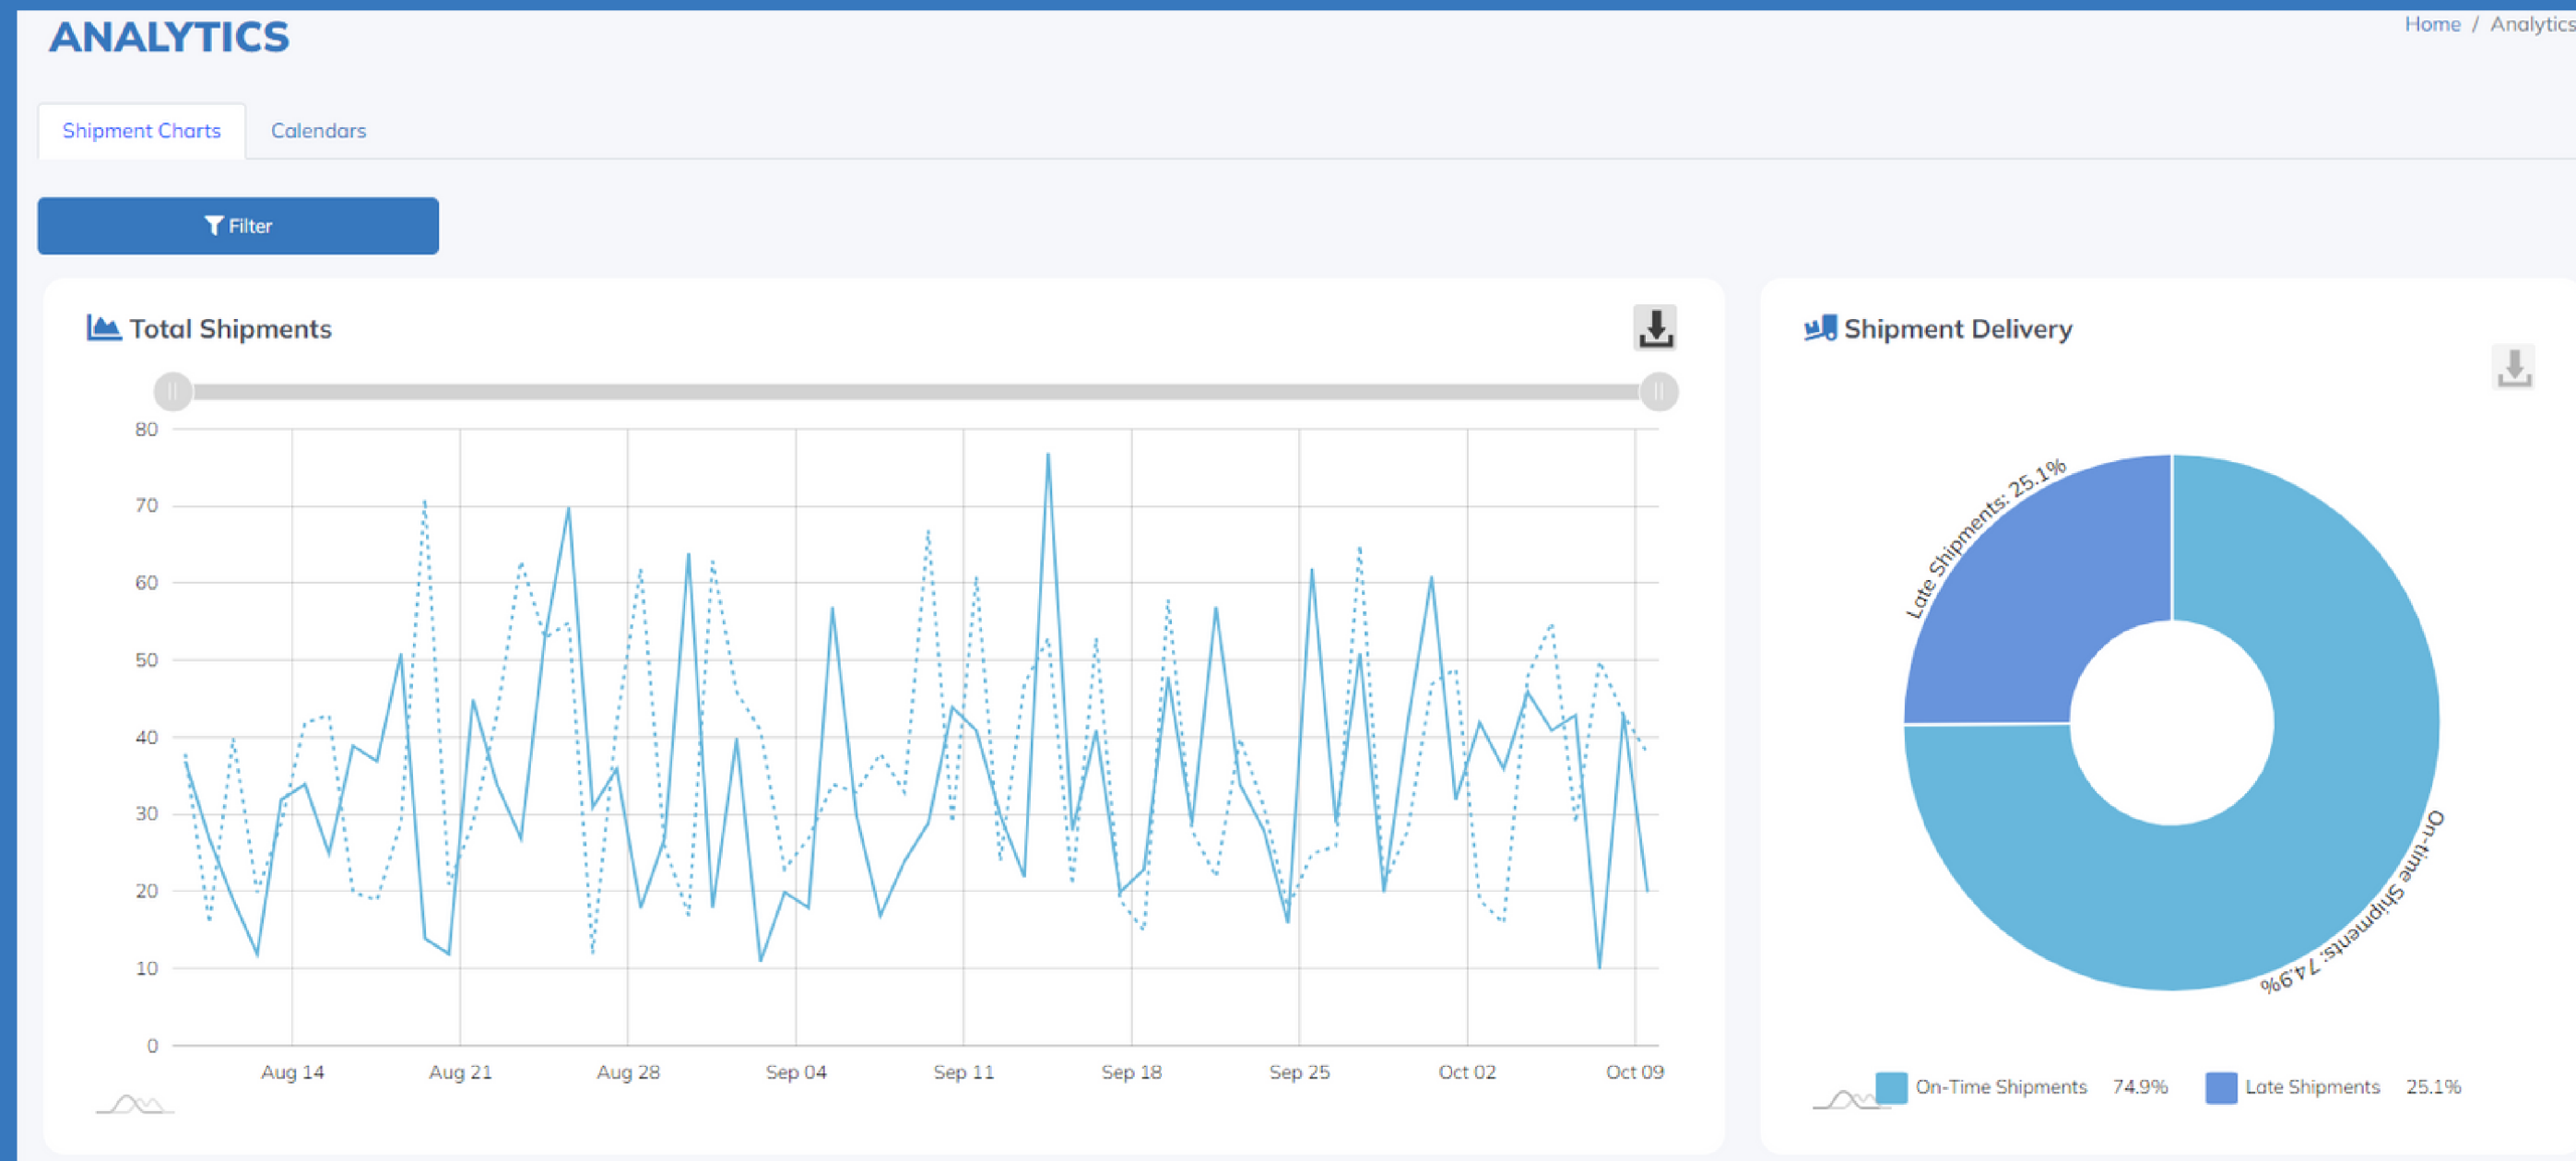 ANALYTICS
Home / Analytics
Shipment Charts Calendars
Filter
Total Shipments
80
70
60
50
40
30
20
10
0
Aug 14 Aug 21 Aug 28 Sep 04 Sep 11 Sep 18 Sep 25 Oct 02 Oct 09
Shipment Delivery
Late Shipments: 25.1%
On-time Shipments: 74.9%
On-Time Shipments 74.9% Late Shipments 25.1%